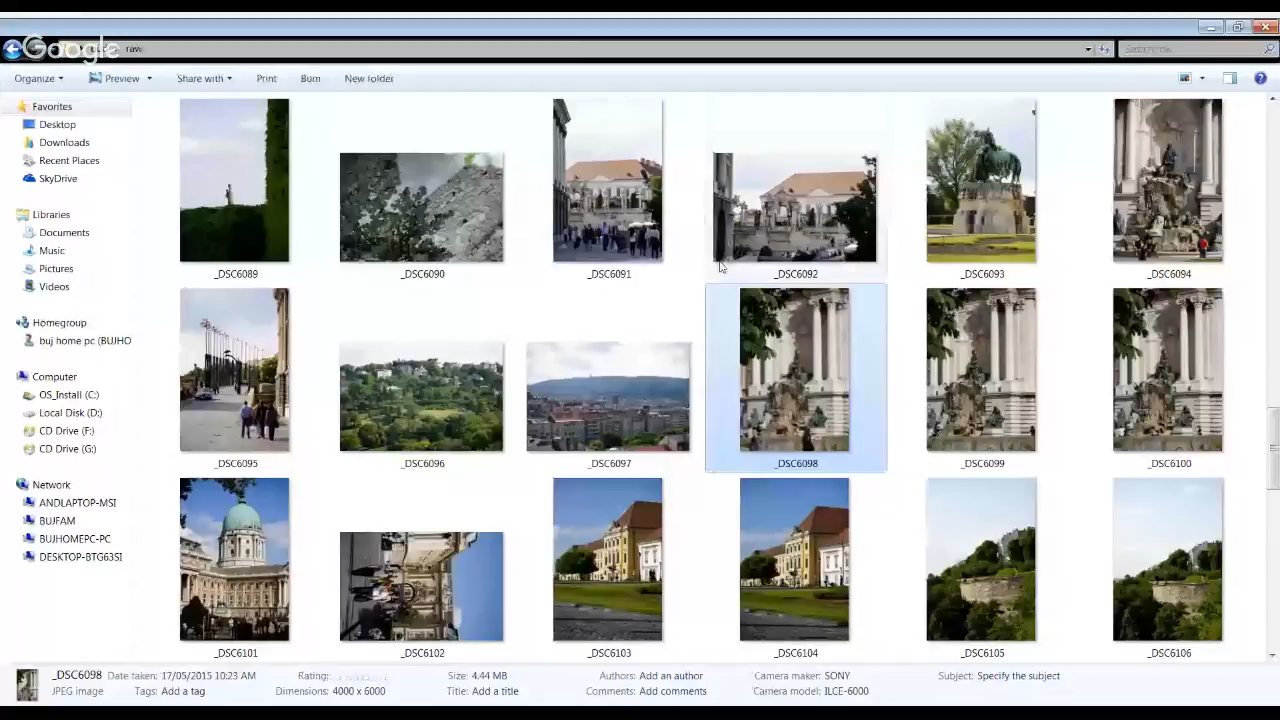 Google
raw
Organize
Preview
Share with
Print
Burn
New folder
Favorites
Desktop
Downloads
Recent Places
SkyDrive
Libraries
Documents
Music
Pictures
Videos
Homegroup
buj home pc (BUJHO
Computer
OS_Install (C:)
Local Disk (D:)
CD Drive (F:)
CD Drive (G:)
Network
ANDLAPTOP-MSI
BUJFAM
BUJHOMEPC-PC
DESKTOP-BTG63SI
_DSC6089
_DSC6090
_DSC6091
_DSC6092
_DSC6093
_DSC6094
_DSC6095
_DSC6096
_DSC6097
_DSC6098
_DSC6099
_DSC6100
_DSC6101
_DSC6102
_DSC6103
_DSC6104
_DSC6105
_DSC6106
_DSC6098 Date taken: 17/05/2015 10:23 AM Rating: Size: 4.44 MB Authors: Add an author Camera maker: SONY Subject: Specify the subject
JPEG image Tags: Add a tag Dimensions: 4000 x 6000 Title: Add a title Comments: Add comments Camera model: ILCE-6000